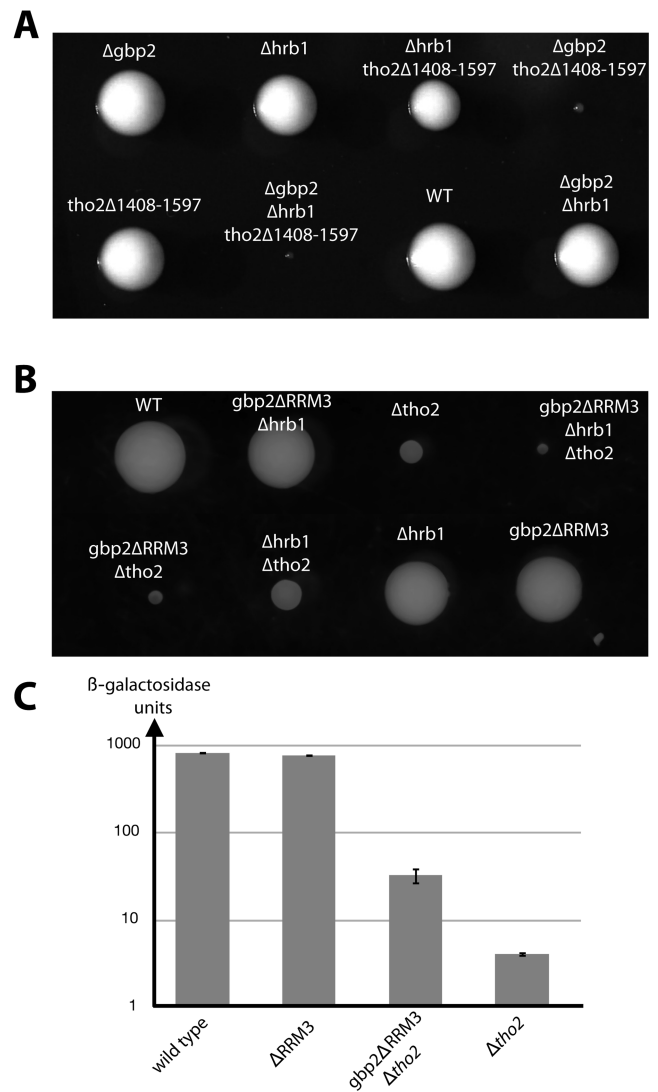 A
Δgbp2
Δhrb1
Δhrb1
tho2Δ1408-1597
Δgbp2
tho2Δ1408-1597
tho2Δ1408-1597
Δgbp2
Δhrb1
tho2Δ1408-1597
WT
Δgbp2
Δhrb1
B
WT
gbp2ΔRRM3
Δhrb1
Δtho2
gbp2ΔRRM3
Δhrb1
Δtho2
gbp2ΔRRM3
Δtho2
Δhrb1
Δtho2
Δhrb1
gbp2ΔRRM3
C
ß-galactosidase
units
1000
100
10
1
wild type
ΔRRM3
gbp2ΔRRM3
Δtho2
Δtho2